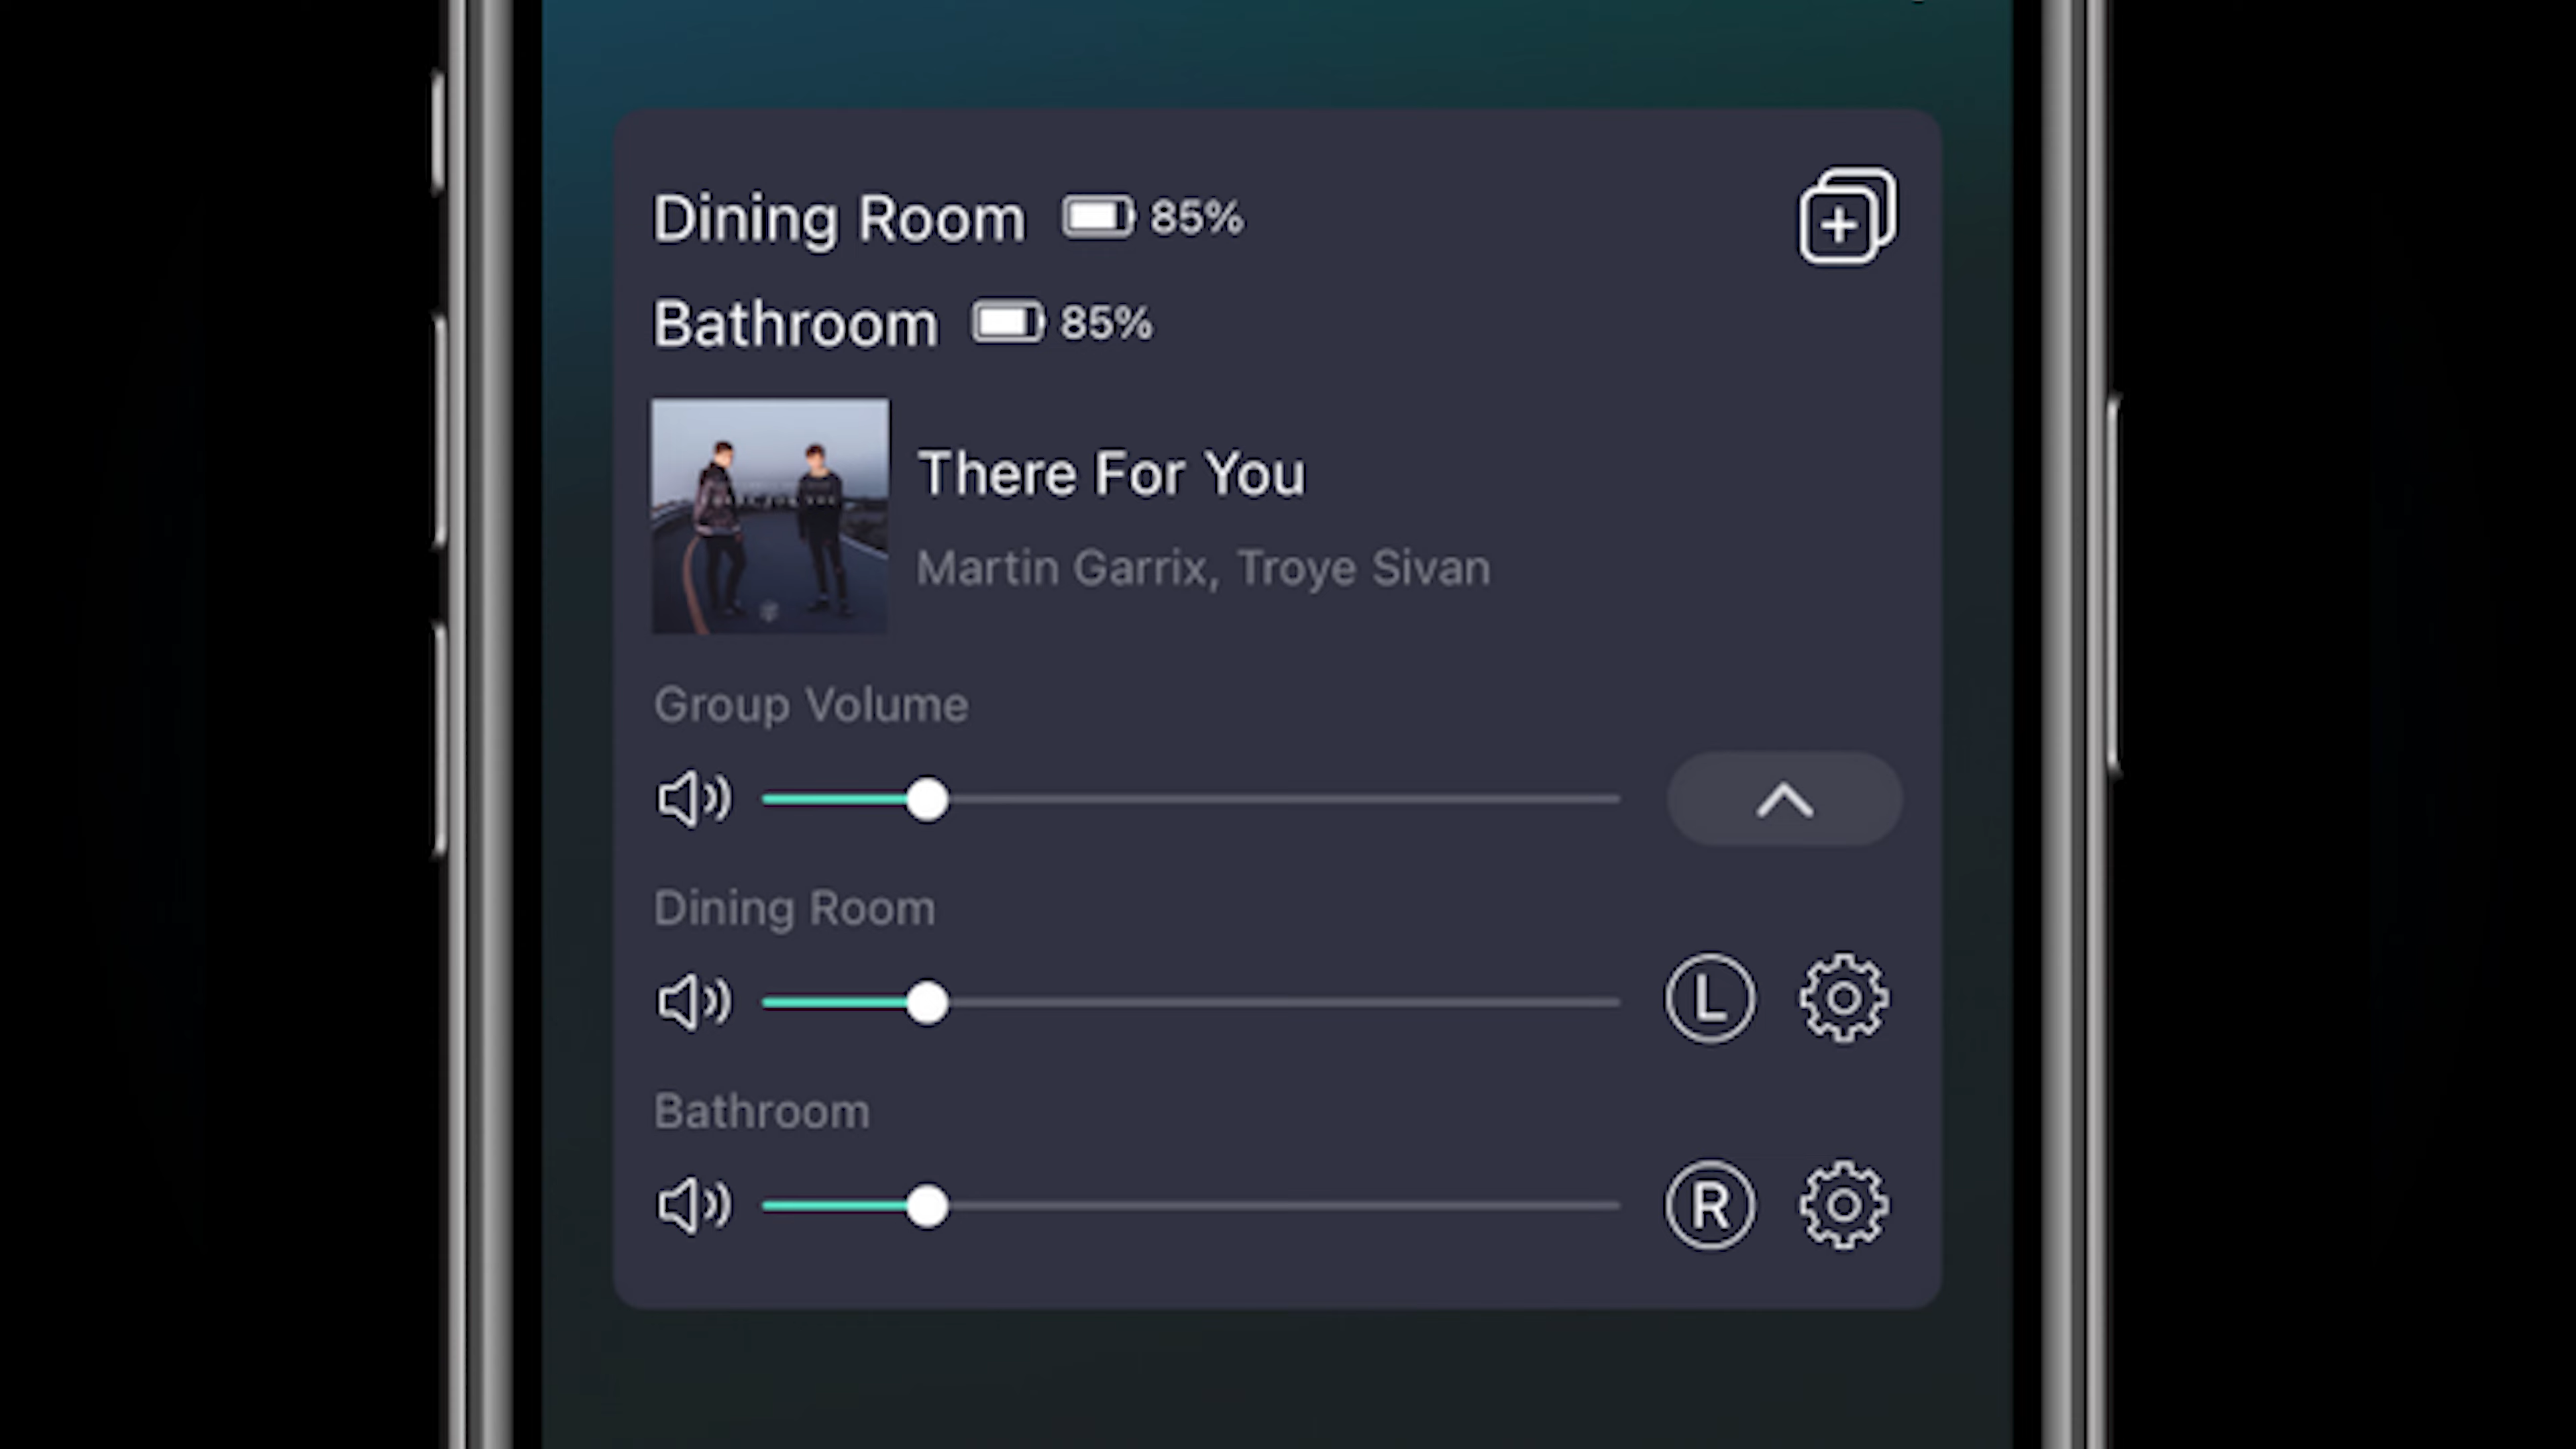 Dining Room 85%
Bathroom 85%
There For You
Martin Garrix, Troye Sivan
Group Volume
Dining Room
L
Bathroom
R